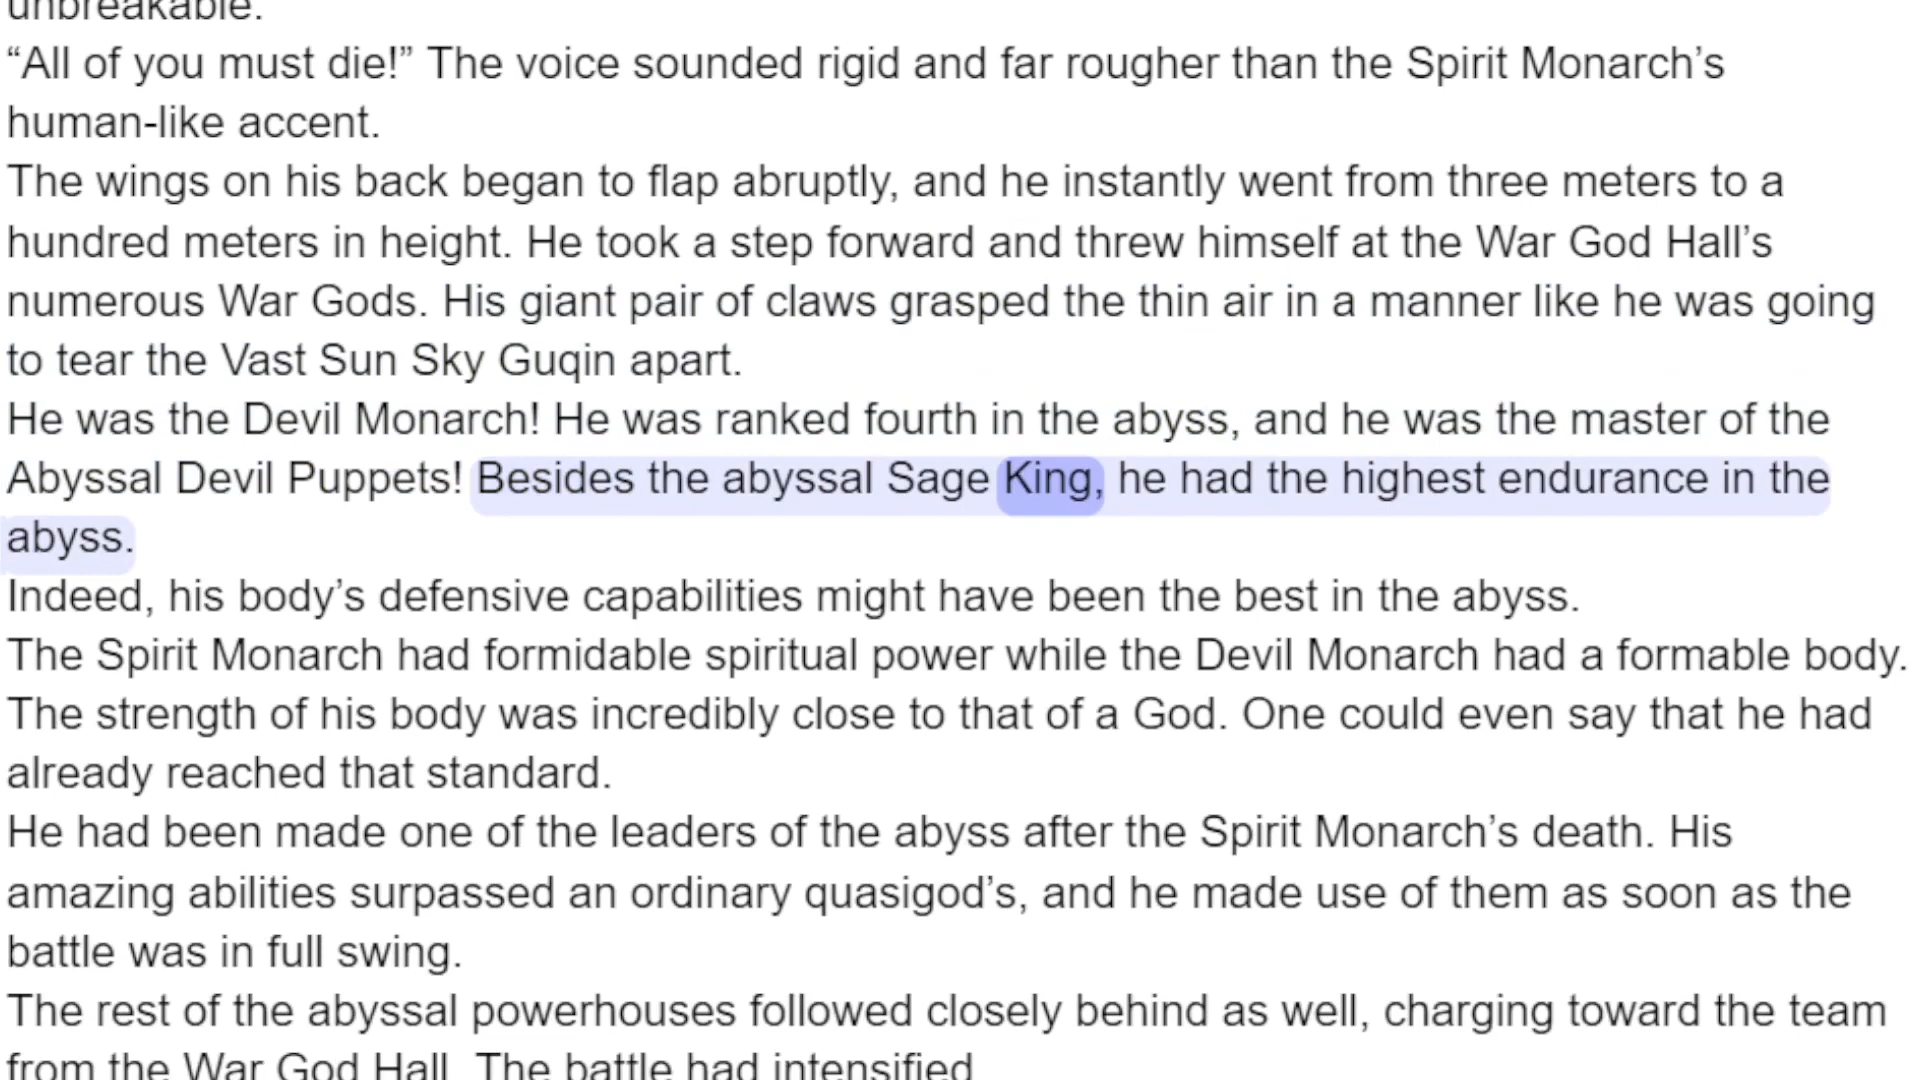 unbreakable.
“All of you must die!” The voice sounded rigid and far rougher than the Spirit Monarch’s
human-like accent.
The wings on his back began to flap abruptly, and he instantly went from three meters to a
hundred meters in height. He took a step forward and threw himself at the War God Hall’s
numerous War Gods. His giant pair of claws grasped the thin air in a manner like he was going
to tear the Vast Sun Sky Guqin apart.
He was the Devil Monarch! He was ranked fourth in the abyss, and he was the master of the
Abyssal Devil Puppets! Besides the abyssal Sage King, he had the highest endurance in the
abyss.
Indeed, his body’s defensive capabilities might have been the best in the abyss.
The Spirit Monarch had formidable spiritual power while the Devil Monarch had a formable body.
The strength of his body was incredibly close to that of a God. One could even say that he had
already reached that standard.
He had been made one of the leaders of the abyss after the Spirit Monarch’s death. His
amazing abilities surpassed an ordinary quasigod’s, and he made use of them as soon as the
battle was in full swing.
The rest of the abyssal powerhouses followed closely behind as well, charging toward the team
from the War God Hall. The battle had intensified